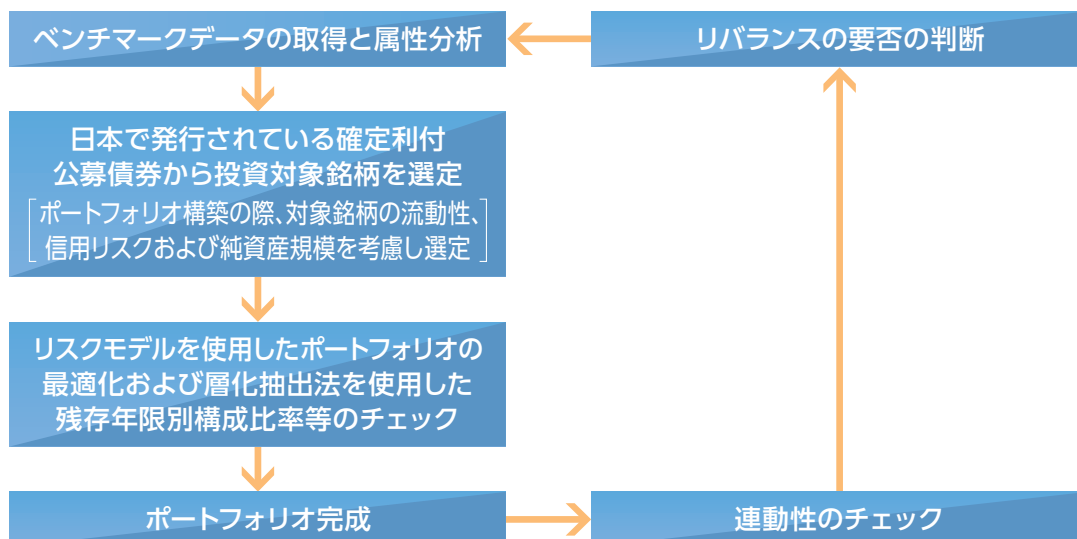 ベンチマークデータの取得と属性分析
日本で発行されている確定利付
公募債券から投資対象銘柄を選定
[ポートフォリオ構築の際、対象銘柄の流動性、
信用リスクおよび純資産規模を考慮し選定]
リスクモデルを使用したポートフォリオの
最適化および層化抽出法を使用した
残存年限別構成比率等のチェック
ポートフォリオ完成
連動性のチェック
リバランスの要否の判断